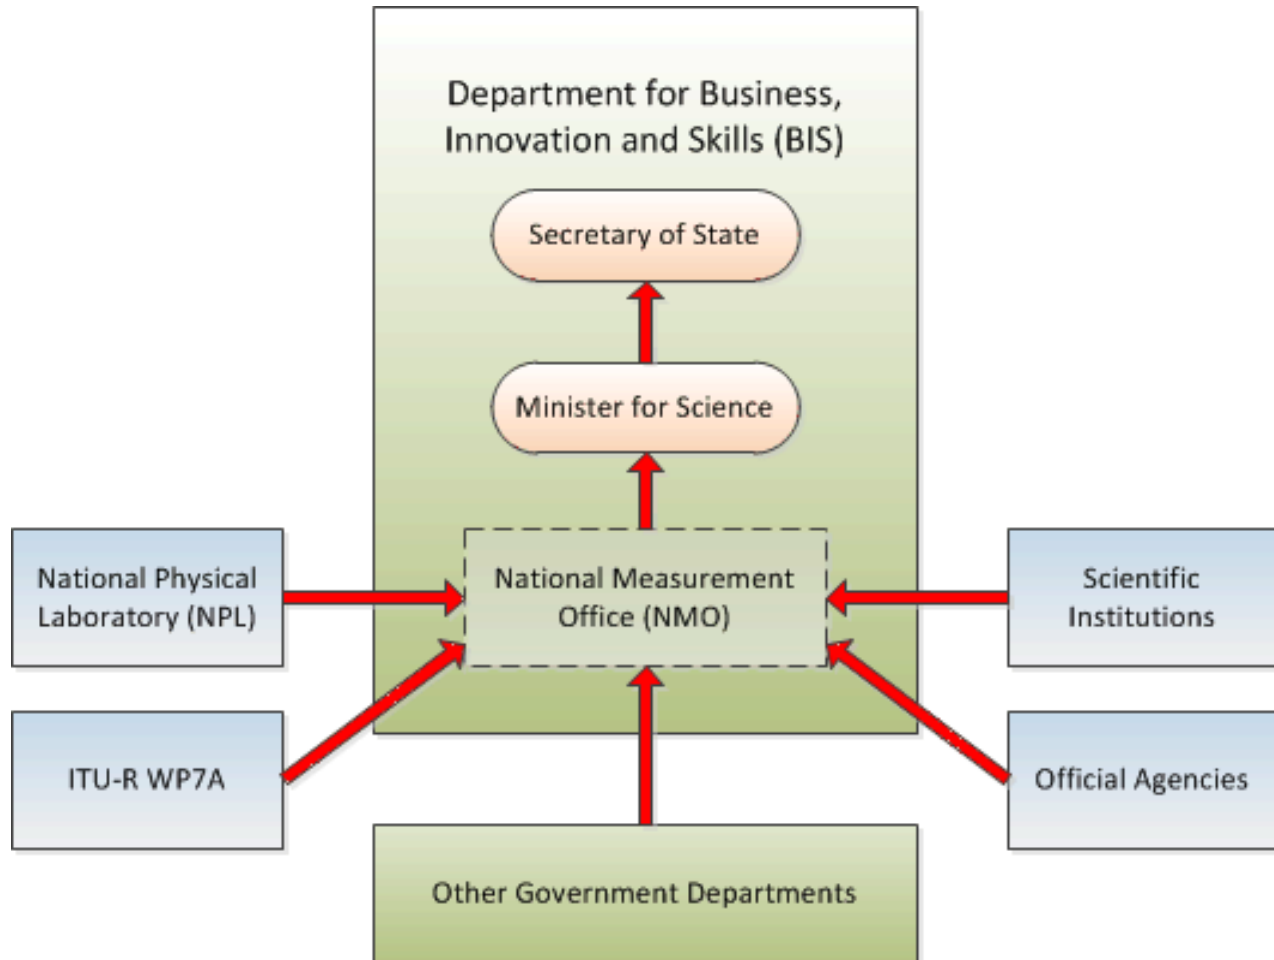 Department for Business,
Innovation and Skills (BIS)
Secretary of State
Minister for Science
National Physical
Laboratory (NPL)
National Measurement
Office (NMO)
Scientific
Institutions
ITU-R WP7A
Official Agencies
Other Government Departments